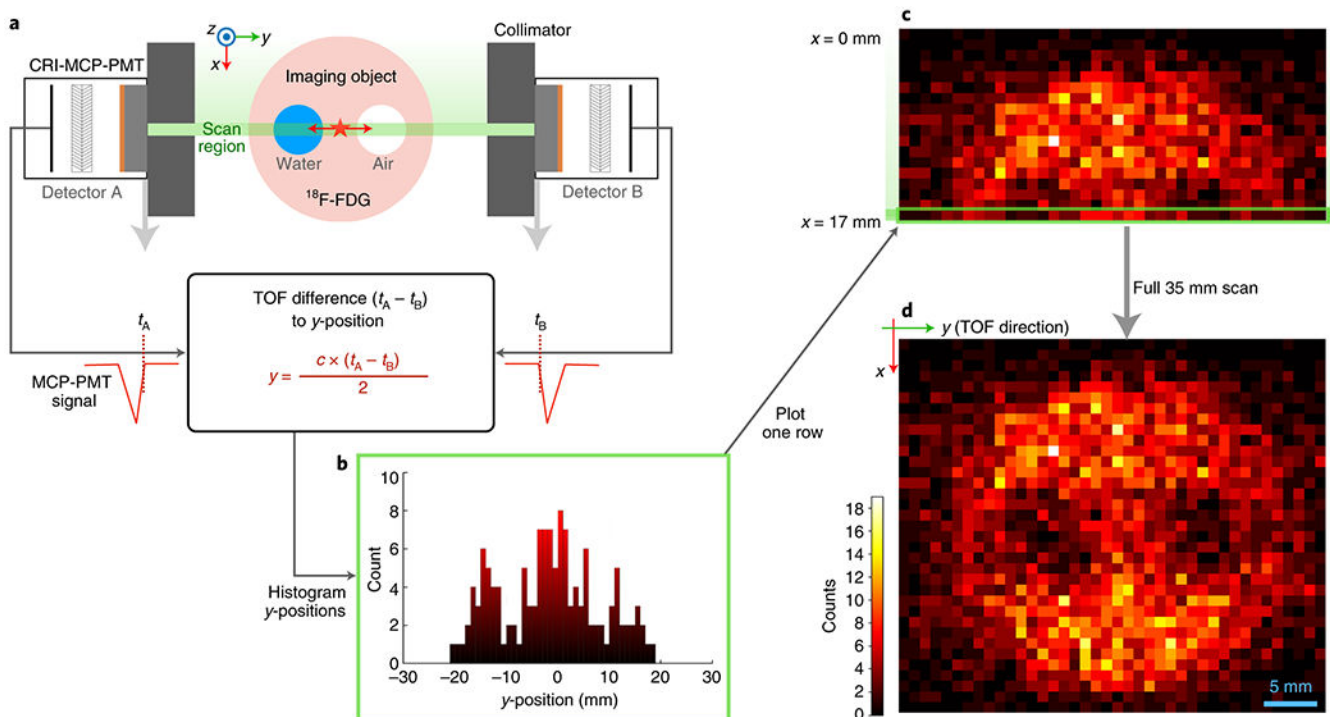 a
z
y
x
CRI-MCP-PMT
Collimator
Imaging object
Scan
region
Water
Air
18F-FDG
Detector A
Detector B
TOF difference (tA − tB)
to y-position
y = c × (tA − tB) / 2
tA
tB
MCP-PMT
signal
Histogram
y-positions
Plot
one row
b
10
8
6
4
2
0
Count
−30
−20
−10
0
10
20
30
y-position (mm)
c
x = 0 mm
x = 17 mm
Full 35 mm scan
d
y (TOF direction)
x
18
16
14
12
10
8
6
4
2
0
Counts
5 mm